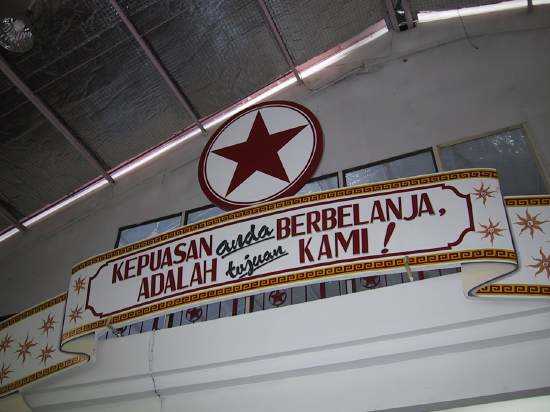 KEPUASAN anda BERBELANJA,
ADALAH tujuan KAMI!